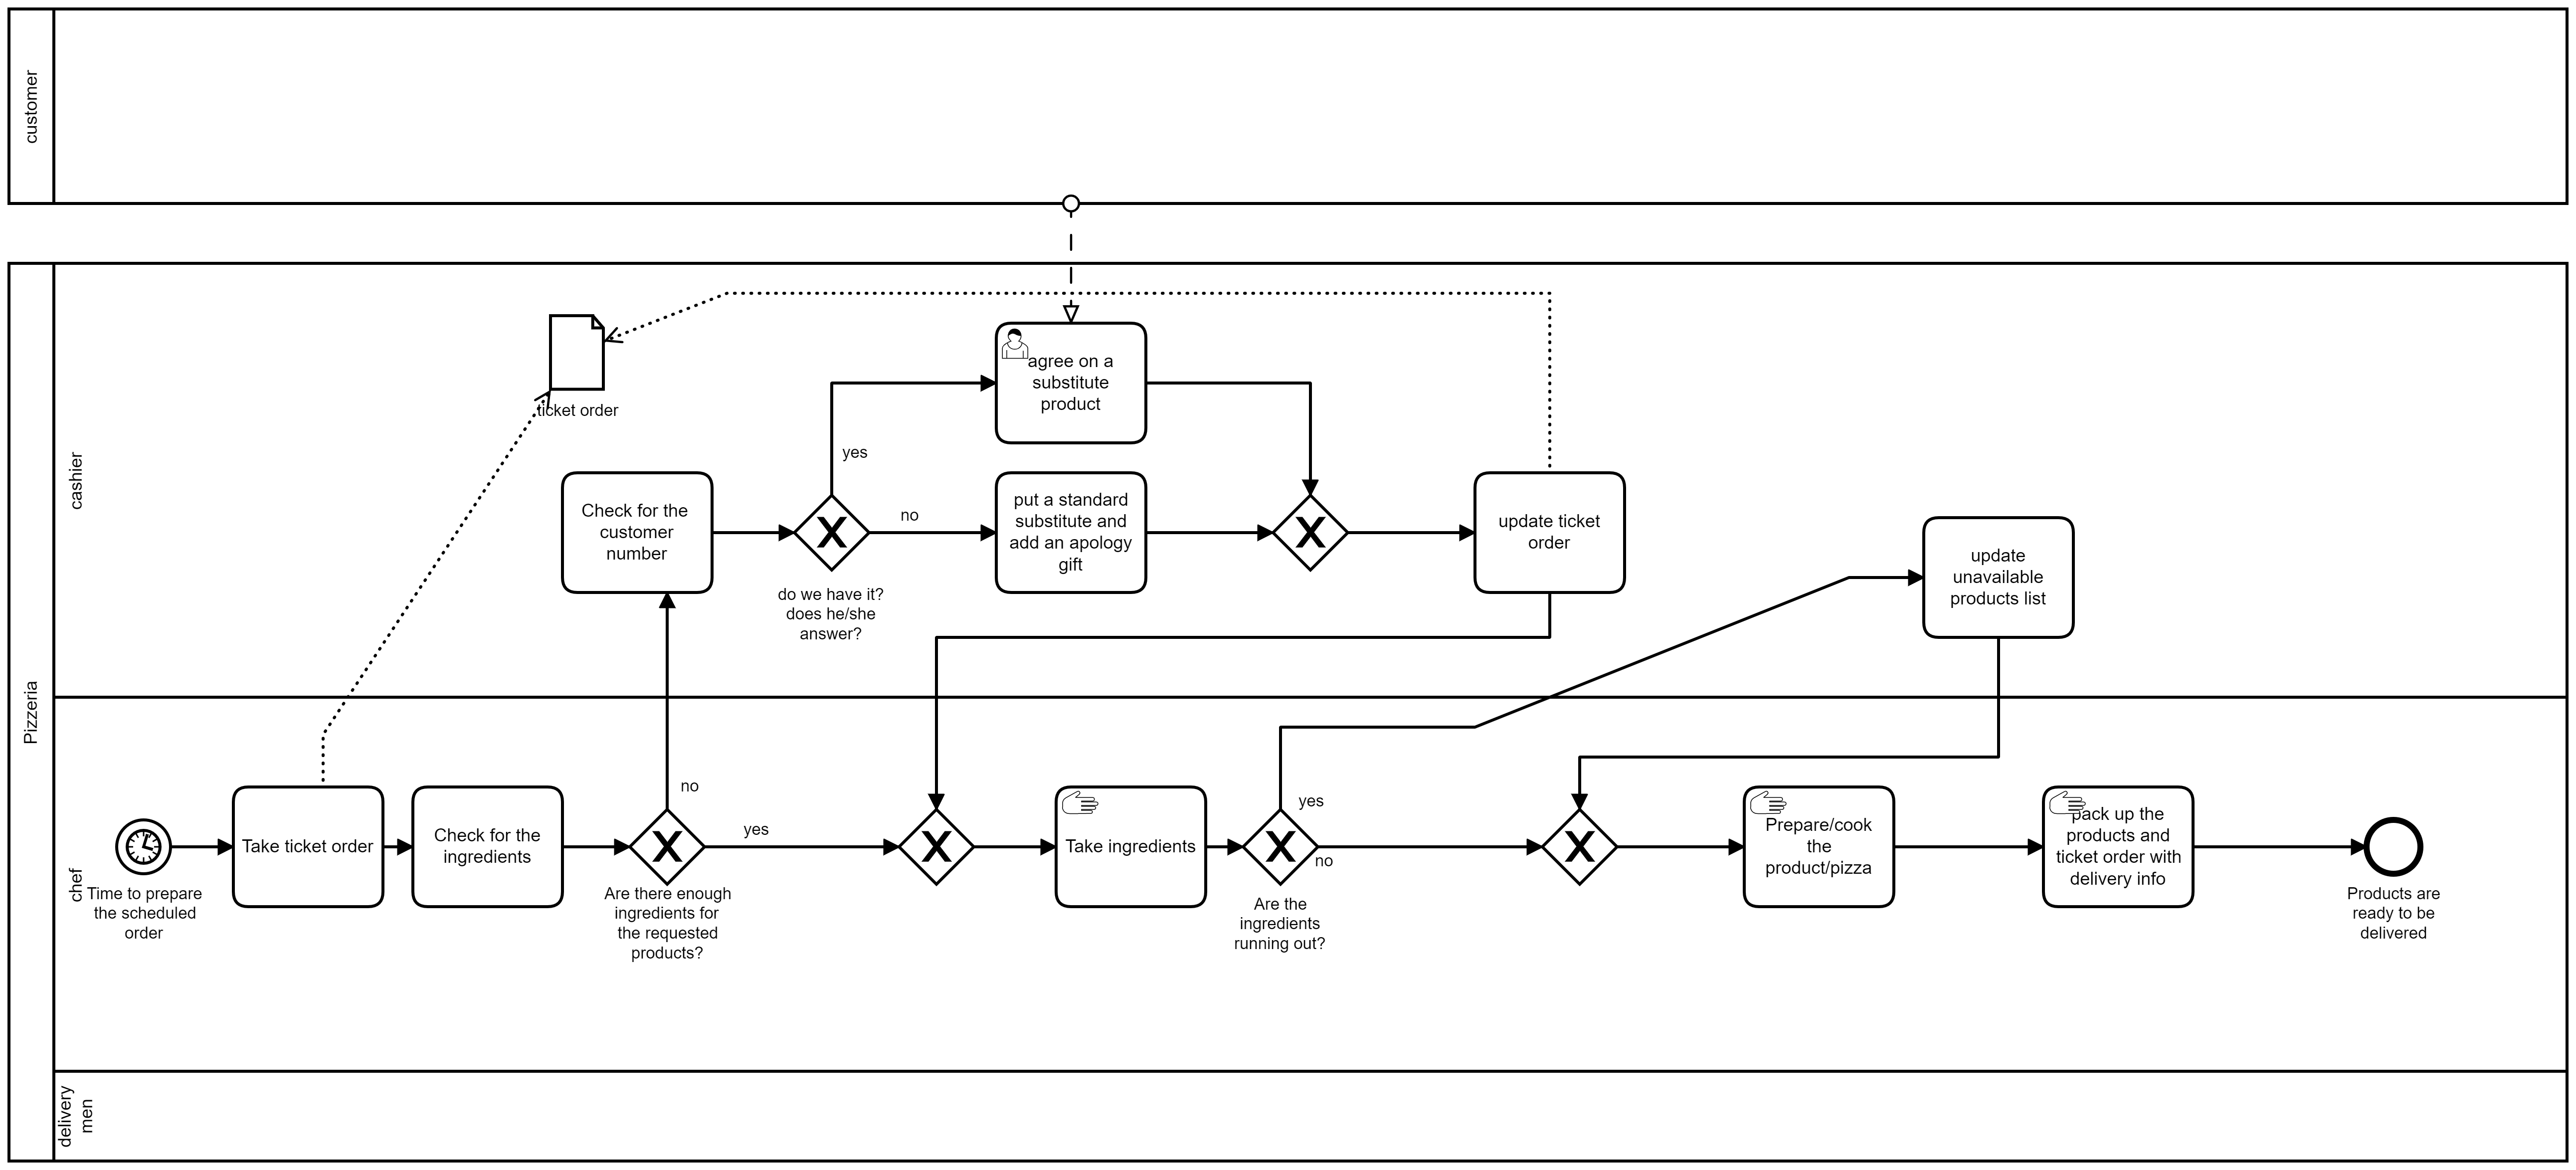 customer
Pizzeria
cashier
ticket order
agree on a
substitute
product
yes
Check for the
customer
number
no
put a standard
substitute and
add an apology
gift
do we have it?
does he/she
answer?
update ticket
order
update
unavailable
products list
chef
Time to prepare
the scheduled
order
Take ticket order
Check for the
ingredients
no
yes
Are there enough
ingredients for
the requested
products?
Take ingredients
yes
no
Are the
ingredients
running out?
Prepare/cook
the
product/pizza
pack up the
products and
ticket order with
delivery info
Products are
ready to be
delivered
delivery
men